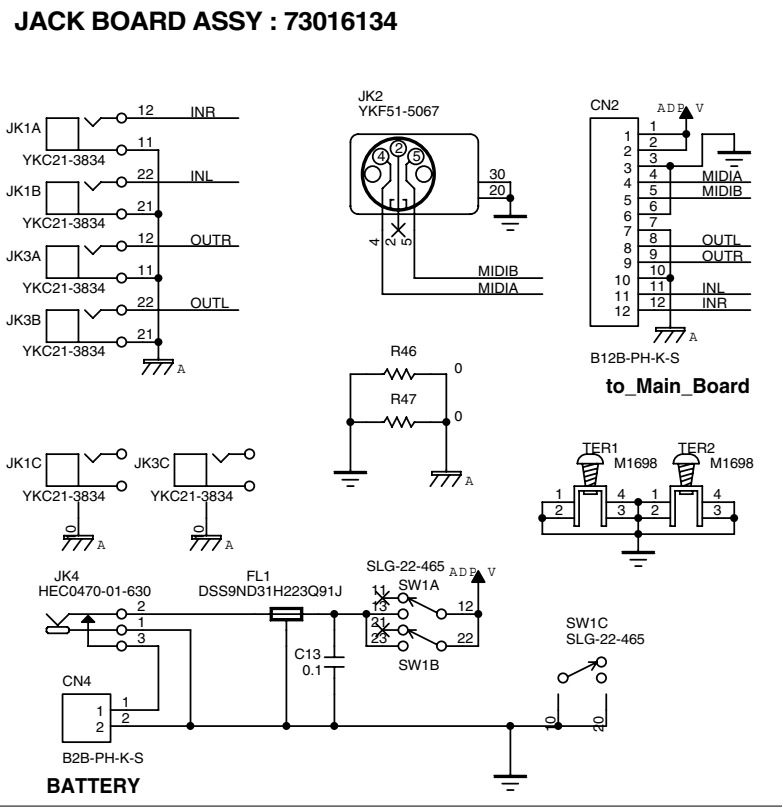 JACK BOARD ASSY : 73016134
JK1A
12
INR
11
YKC21-3834
JK1B
22
INL
21
YKC21-3834
JK3A
12
OUTR
11
YKC21-3834
JK3B
22
OUTL
21
YKC21-3834
A
JK2
YKF51-5067
4
2
5
30
20
4
2
5
MIDIB
MIDIA
CN2
ADP_V
1 1
2 2
3 3
4 4 MIDIA
5 5 MIDIB
6 6
7 7
8 8 OUTL
9 9 OUTR
10 10
11 11 INL
12 12 INR
A
B12B-PH-K-S
to_Main_Board
R46
0
R47
0
A
JK1C
YKC21-3834
10
A
JK3C
YKC21-3834
10
A
TER1
M1698
1 4
2 3
TER2
M1698
1 4
2 3
JK4
HEC0470-01-630
2
1
3
FL1
DSS9ND31H223Q91J
C13
0.1
SLG-22-465
ADP_V
11
SW1A
13
12
21
23
22
SW1B
SW1C
SLG-22-465
10
20
CN4
1 1
2 2
B2B-PH-K-S
BATTERY